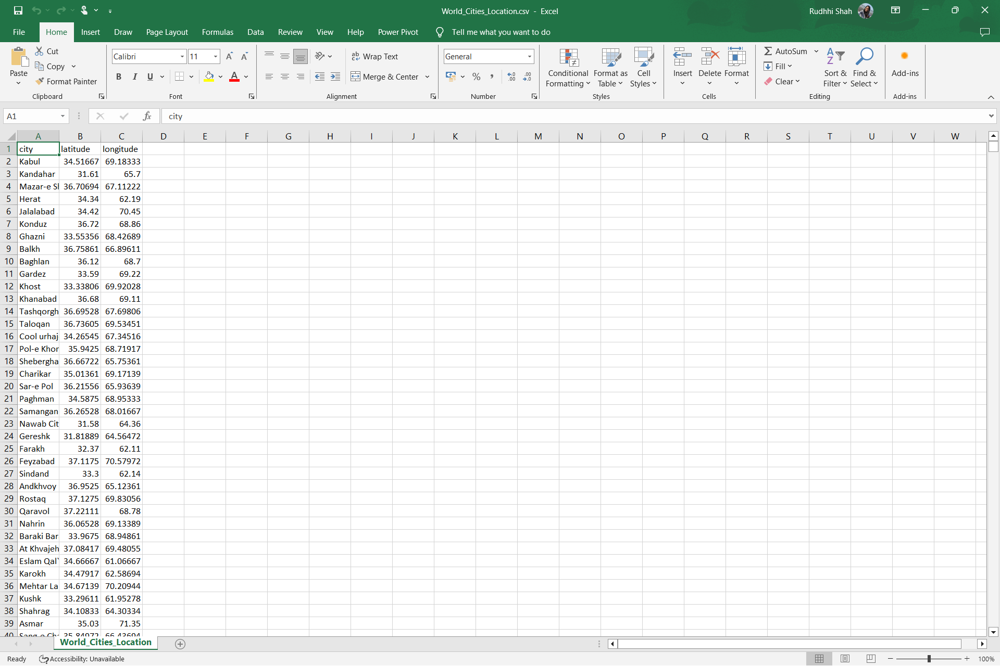 World_Cities_Location.csv - Excel
Rudhhi Shah
File Home Insert Draw Page Layout Formulas Data Review View Help Power Pivot Tell me what you want to do
Paste
Cut
Copy
Format Painter
Clipboard
Calibri 11
B I U
Font
Wrap Text
Merge & Center
Alignment
General
Number
Conditional Formatting
Format as Table
Cell Styles
Styles
Insert Delete Format
Cells
AutoSum
Fill
Clear
Sort & Filter
Find & Select
Editing
Add-ins
Add-ins
A1 fx city
A B C D E F G H I J K L M N O P Q R S T U V W
1 city latitude longitude
2 Kabul 34.51667 69.18333
3 Kandahar 31.61 65.7
4 Mazar-e Sh 36.70694 67.11222
5 Herat 34.34 62.19
6 Jalalabad 34.42 70.45
7 Konduz 36.72 68.86
8 Ghazni 33.55356 68.42689
9 Balkh 36.75861 66.89611
10 Baghlan 36.12 68.7
11 Gardez 33.59 69.22
12 Khost 33.33806 69.92028
13 Khanabad 36.68 69.11
14 Tashqorgh 36.69528 67.69806
15 Taloqan 36.73605 69.53451
16 Cool urhaj 34.26545 67.34516
17 Pol-e Khor 35.9425 68.71917
18 Shebergha 36.66722 65.75361
19 Charikar 35.01361 69.17139
20 Sar-e Pol 36.21556 65.93639
21 Paghman 34.5875 68.95333
22 Samangan 36.26528 68.01667
23 Nawab Cit 31.58 64.36
24 Gereshk 31.81889 64.56472
25 Farakh 32.37 62.11
26 Feyzabad 37.1175 70.57972
27 Sindand 33.3 62.14
28 Andkhvoy 36.9525 65.12361
29 Rostaq 37.1275 69.83056
30 Qaravol 37.22111 68.78
31 Nahrin 36.06528 69.13389
32 Baraki Bar 33.9675 68.94861
33 At Khvajeh 37.08417 69.48055
34 Eslam Qal` 34.66667 61.06667
35 Karokh 34.47917 62.58694
36 Mehtar La 34.67139 70.20944
37 Kushk 33.29611 61.95278
38 Shahrag 34.10833 64.30334
39 Asmar 35.03 71.35
40 Sang-e Cha 35.84972 66.43694
World_Cities_Location
Ready Accessibility: Unavailable 100%